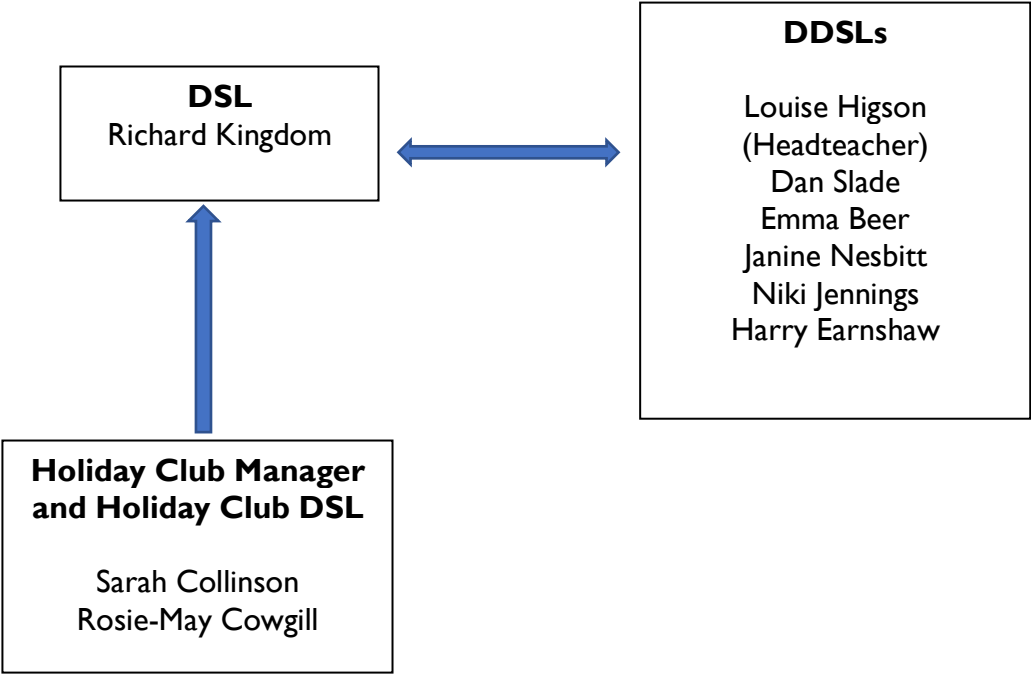 DSL
Richard Kingdom
DDSLs
Louise Higson
(Headteacher)
Dan Slade
Emma Beer
Janine Nesbitt
Niki Jennings
Harry Earnshaw
Holiday Club Manager
and Holiday Club DSL
Sarah Collinson
Rosie-May Cowgill